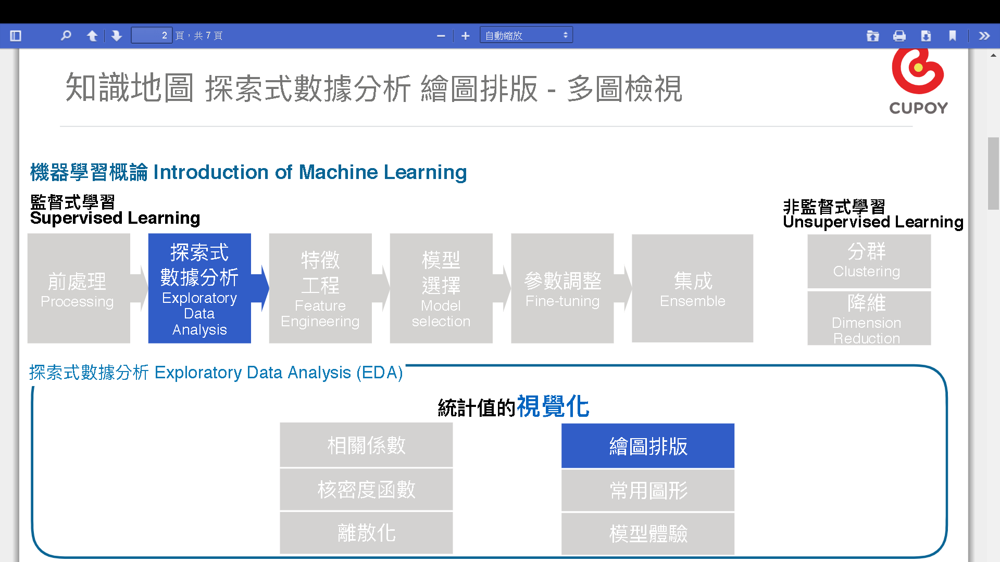 2 頁，共 7 頁
自動縮放
知識地圖 探索式數據分析 繪圖排版 - 多圖檢視
CUPOY
機器學習概論 Introduction of Machine Learning
監督式學習
Supervised Learning
非監督式學習
Unsupervised Learning
前處理
Processing
探索式
數據分析
Exploratory
Data
Analysis
特徵
工程
Feature
Engineering
模型
選擇
Model
selection
參數調整
Fine-tuning
集成
Ensemble
分群
Clustering
降維
Dimension
Reduction
探索式數據分析 Exploratory Data Analysis (EDA)
統計值的視覺化
相關係數
核密度函數
離散化
繪圖排版
常用圖形
模型體驗